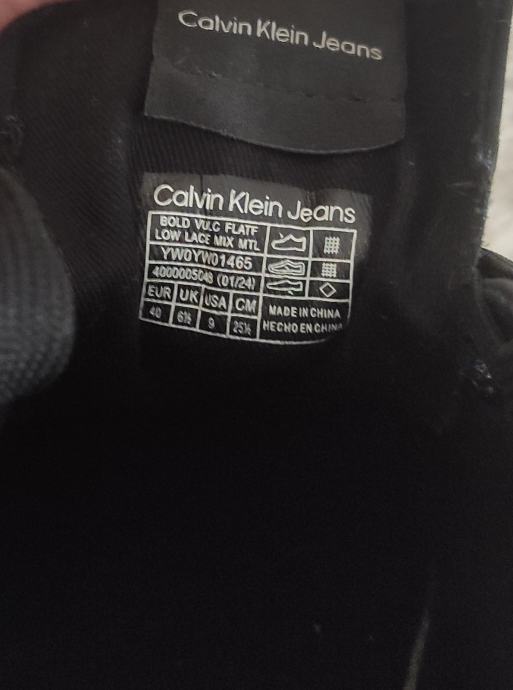 Calvin Klein Jeans
Calvin Klein Jeans
BOLD VULC FLATF
LOW LACE MIX MTL
YW0YW01465
4000005048 (01/24)
EUR UK USA CM
40 6½ 9 25½
MADE IN CHINA
HECHO EN CHINA